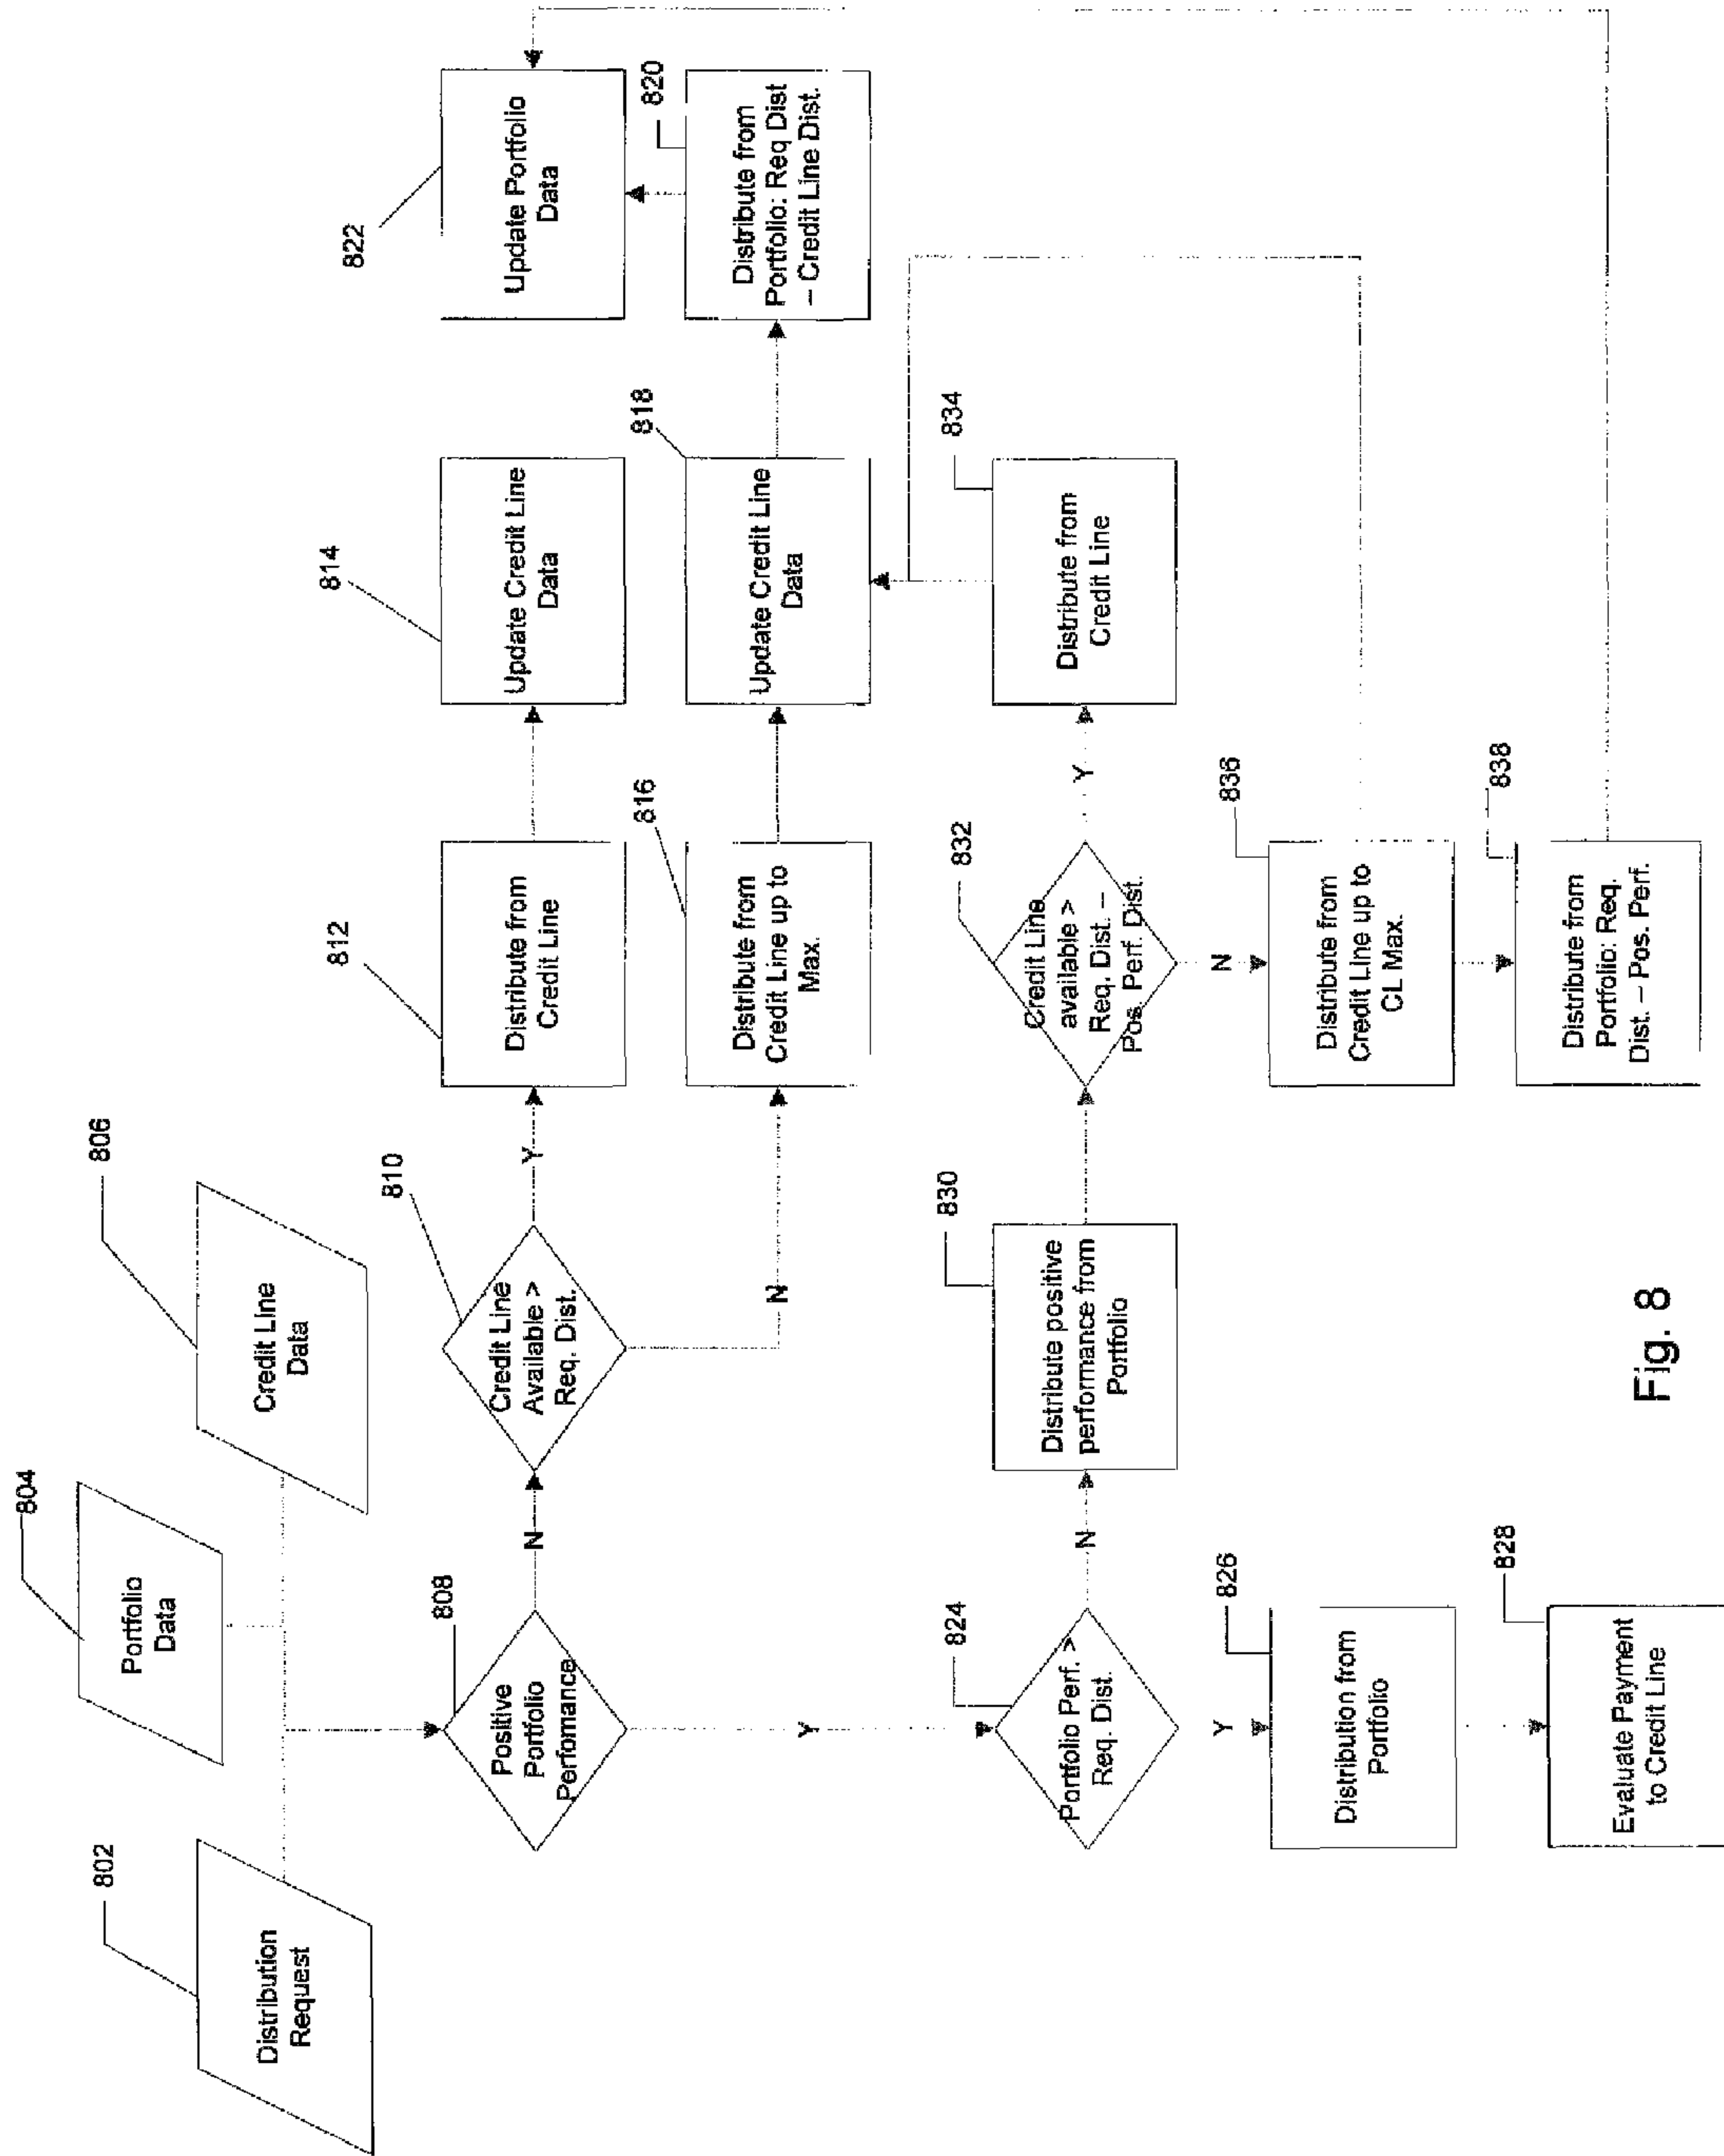 802
Distribution
Request
804
Portfolio
Data
806
Credit Line
Data
808
Positive
Portfolio
Perfomance
N
810
Credit Line
Available >
Req. Dist.
Y
812
Distribute from
Credit Line
814
Update Credit Line
Data
822
Update Portfolio
Data
N
816
Distribute from
Credit Line up to
Max.
818
Update Credit Line
Data
820
Distribute from
Portfolio: Req Dist
– Credit Line Dist.
Y
824
Portfolio Perf. >
Req. Dist.
N
830
Distribute positive
performance from
Portfolio
832
Credit Line
available >
Req. Dist. –
Pos. Perf. Dist.
Y
834
Distribute from
Credit Line
Y
826
Distribution from
Portfolio
N
836
Distribute from
Credit Line up to
CL Max.
828
Evaluate Payment
to Credit Line
838
Distribute from
Portfolio: Req.
Dist. – Pos. Perf.
Fig. 8